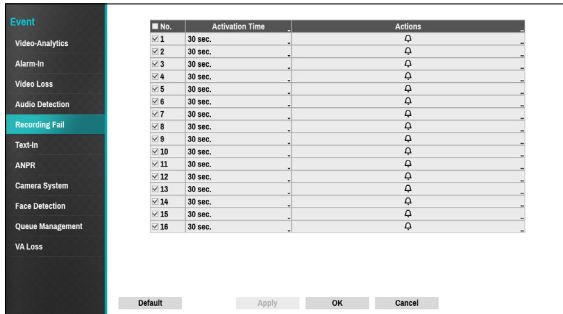 Event
Video-Analytics
Alarm-In
Video Loss
Audio Detection
Recording Fail
Text-In
ANPR
Camera System
Face Detection
Queue Management
VA Loss
No. Activation Time Actions
1 30 sec.
2 30 sec.
3 30 sec.
4 30 sec.
5 30 sec.
6 30 sec.
7 30 sec.
8 30 sec.
9 30 sec.
10 30 sec.
11 30 sec.
12 30 sec.
13 30 sec.
14 30 sec.
15 30 sec.
16 30 sec.
Default Apply OK Cancel